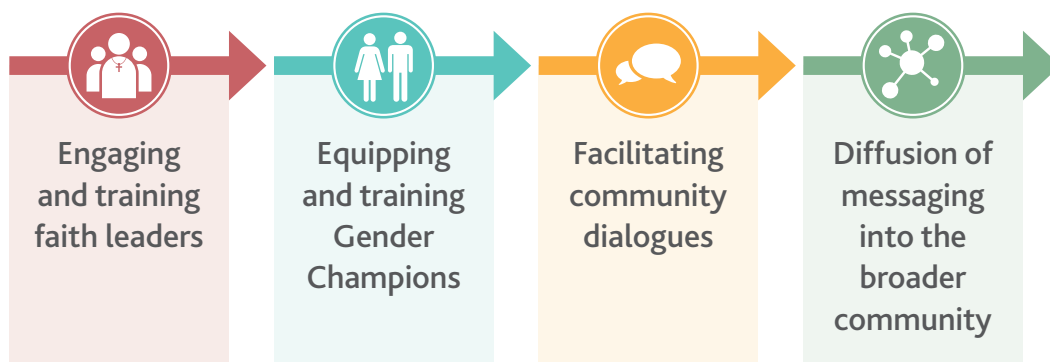 Engaging
and training
faith leaders
Equipping
and training
Gender
Champions
Facilitating
community
dialogues
Diffusion of
messaging
into the
broader
community